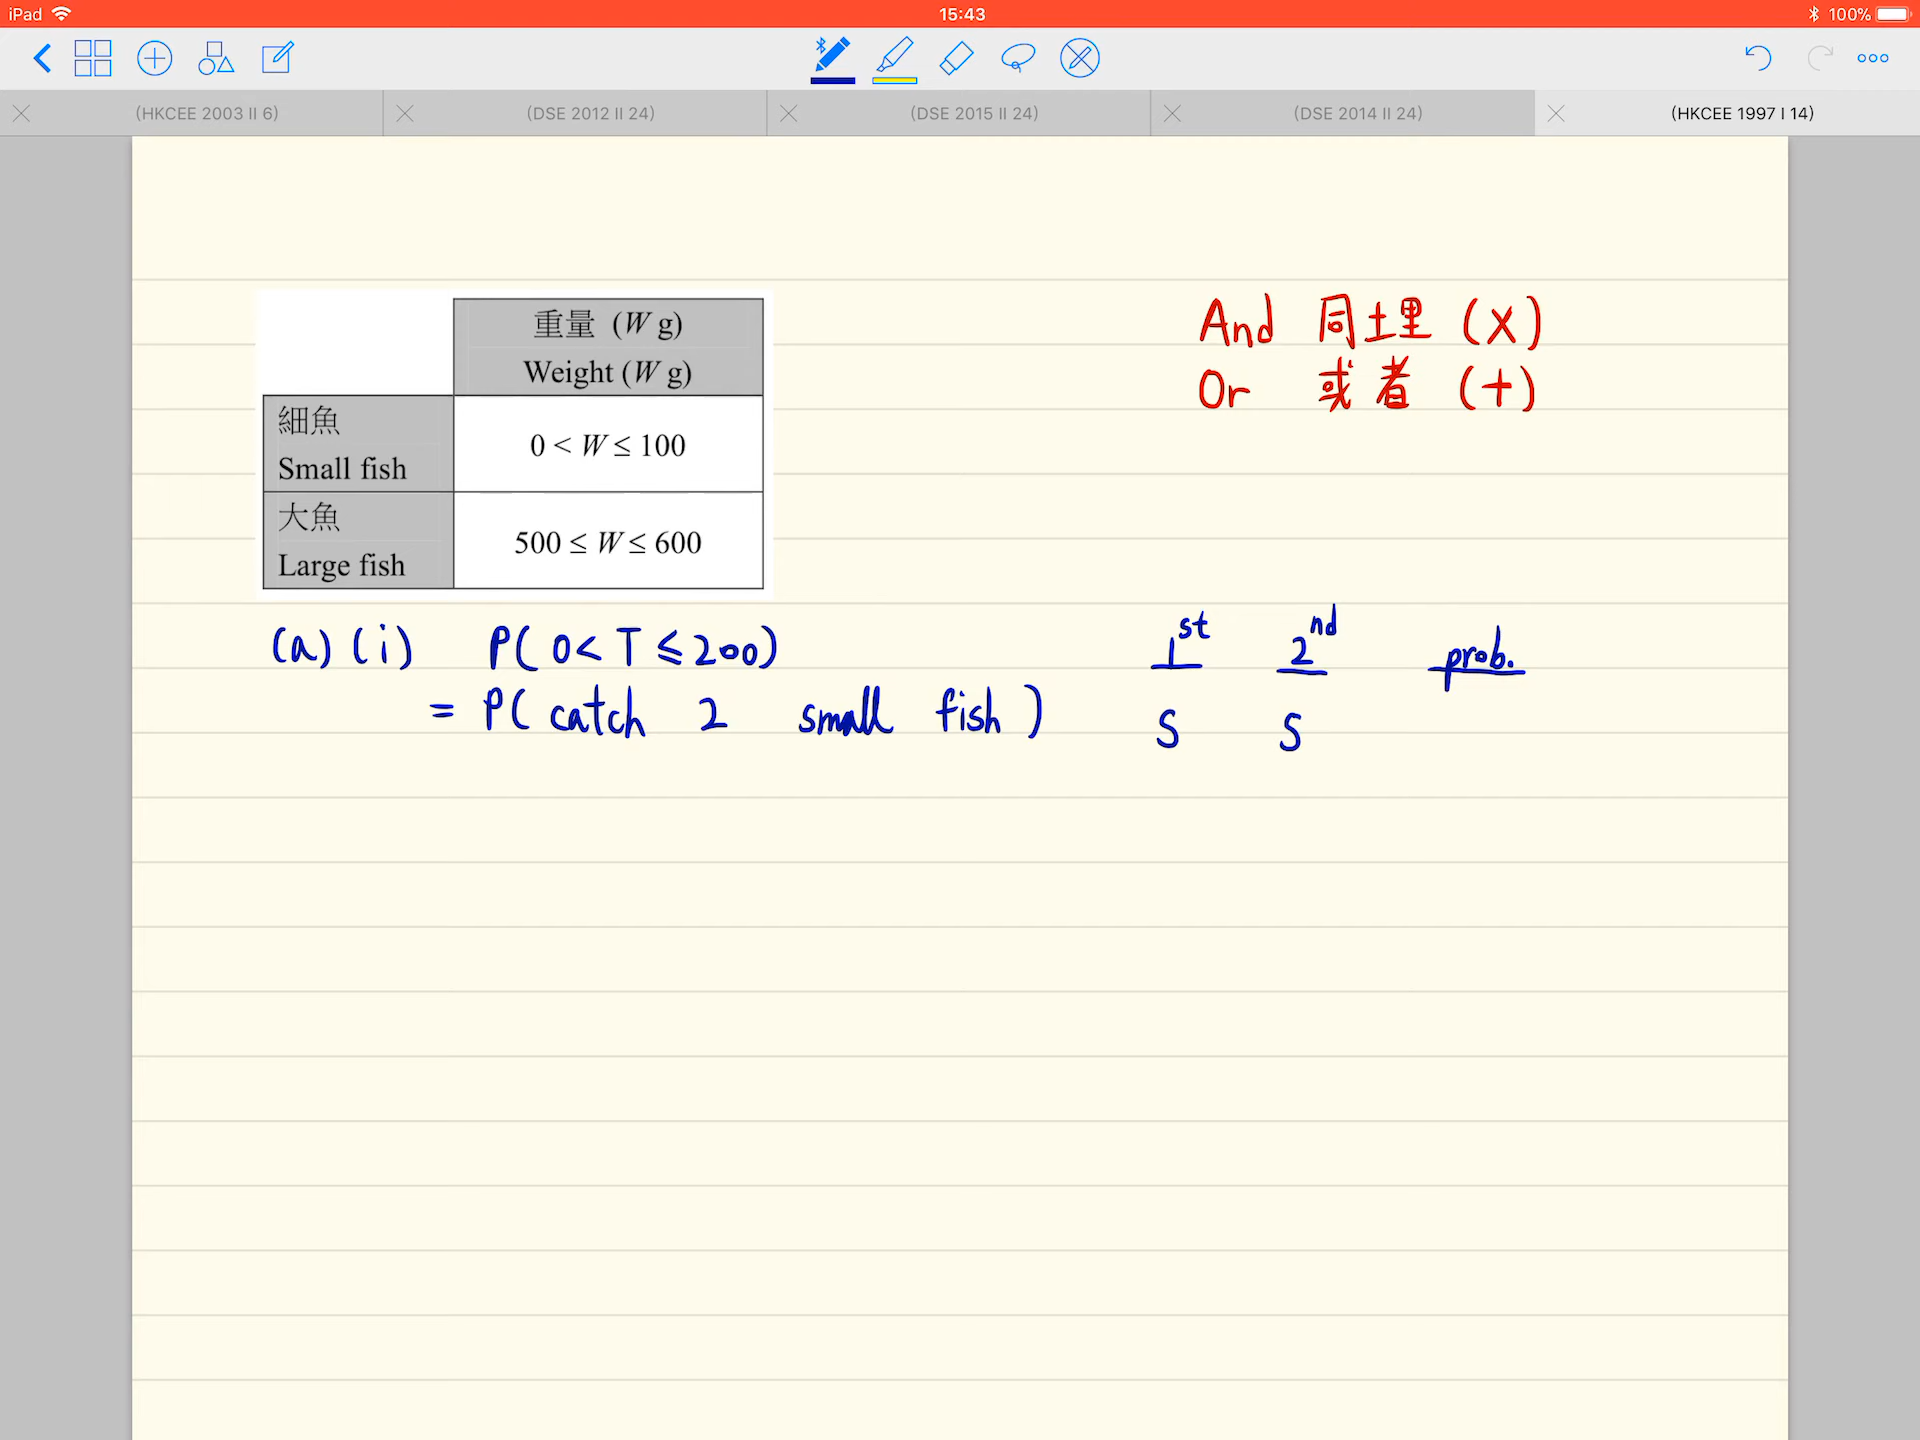 iPad
15:43
100%
(HKCEE 2003 II 6)
(DSE 2012 II 24)
(DSE 2015 II 24)
(DSE 2014 II 24)
(HKCEE 1997 I 14)
重量 (W g)
Weight (W g)
細魚
Small fish
0 < W ≤ 100
大魚
Large fish
500 ≤ W ≤ 600
And 同埋 (×)
Or 或者 (+)
(a) (i) P( 0 < T ≤ 200)
= P( catch 2 small fish )
1st 2nd prob.
S S